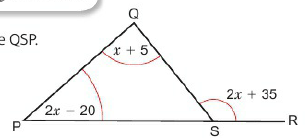 Q
e QSP.
x + 5
2x + 35
2x – 20
P
S
R